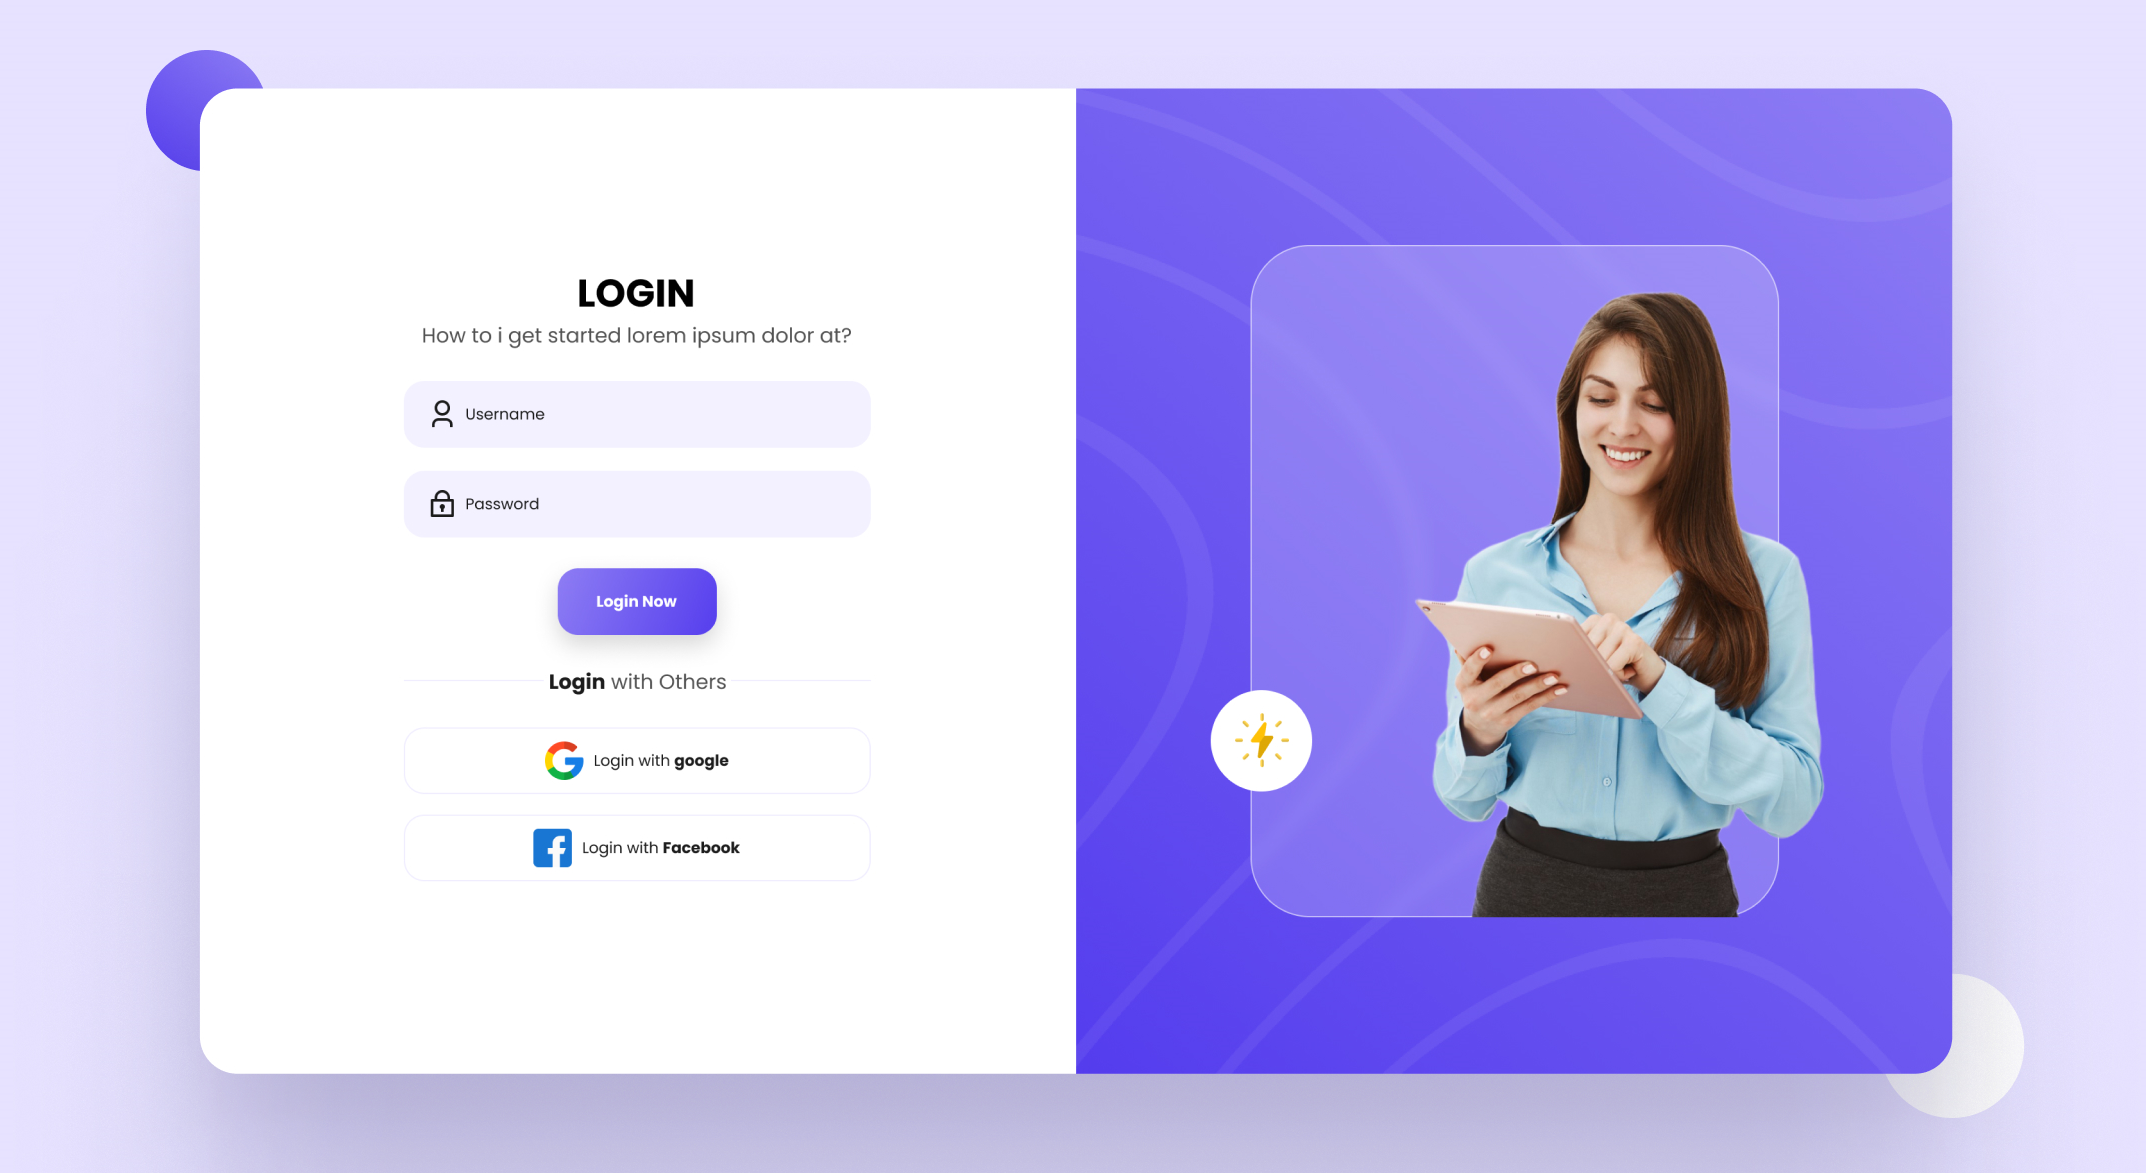 LOGIN
How to i get started lorem ipsum dolor at?
Username
Password
Login Now
Login with Others
Login with google
Login with Facebook